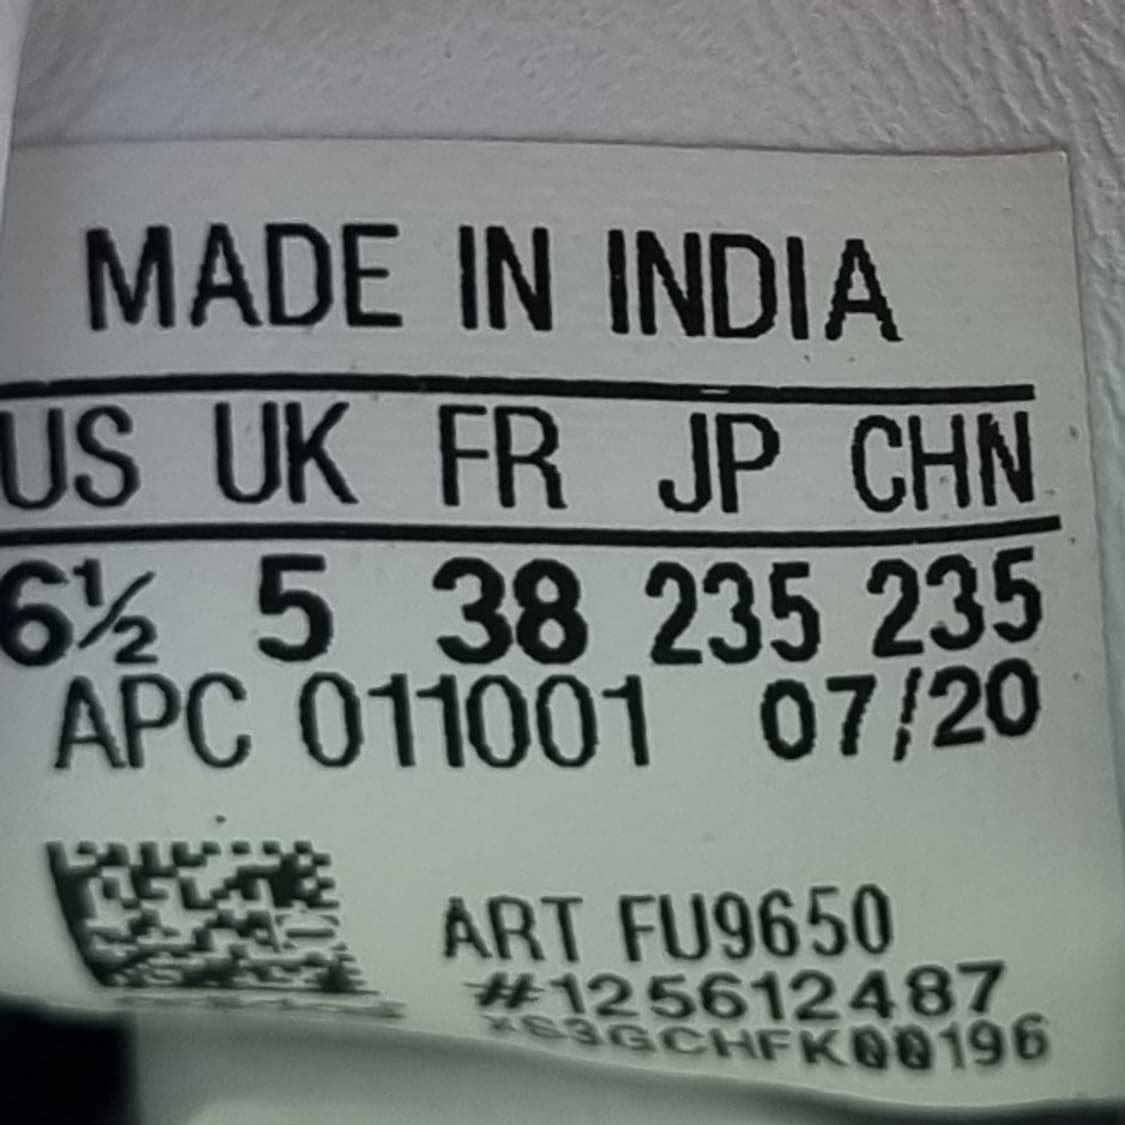 MADE IN INDIA
US UK FR JP CHN
6½ 5 38 235 235
APC 011001 07/20
ART FU9650
#125612487